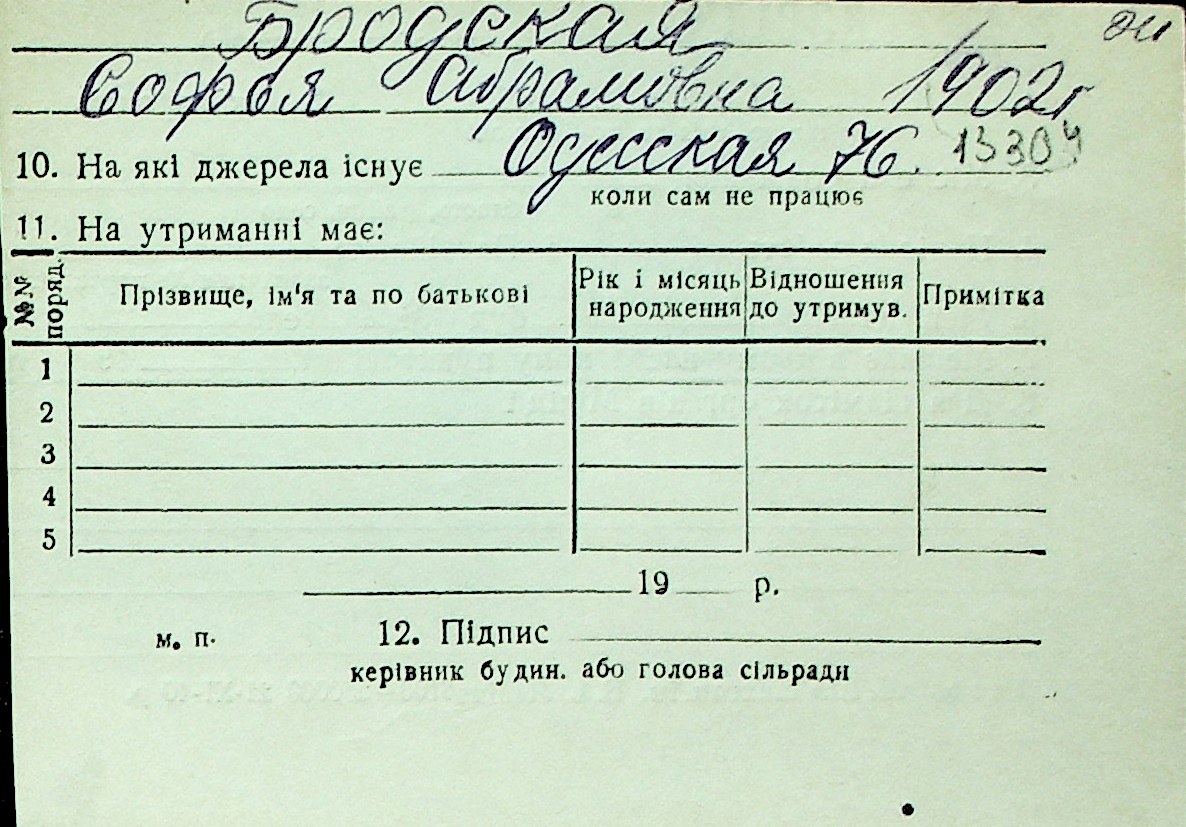 Бродская
Софья Абрамовна 1902г
10. На які джерела існує Одесская 76. 13304
коли сам не працює
11. На утриманні має:
№№ поряд. Прізвище, ім'я та по батькові Рік і місяць народження Відношення до утримув. Примітка
1
2
3
4
5
19 р.
м. п. 12. Підпис
керівник будин. або голова сільради